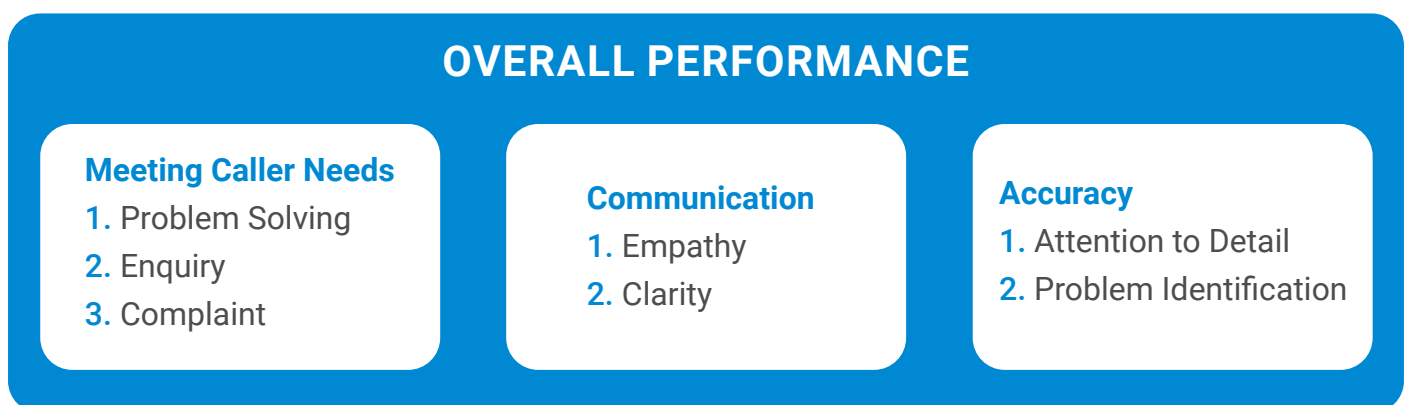 OVERALL PERFORMANCE
Meeting Caller Needs
1. Problem Solving
2. Enquiry
3. Complaint
Communication
1. Empathy
2. Clarity
Accuracy
1. Attention to Detail
2. Problem Identification